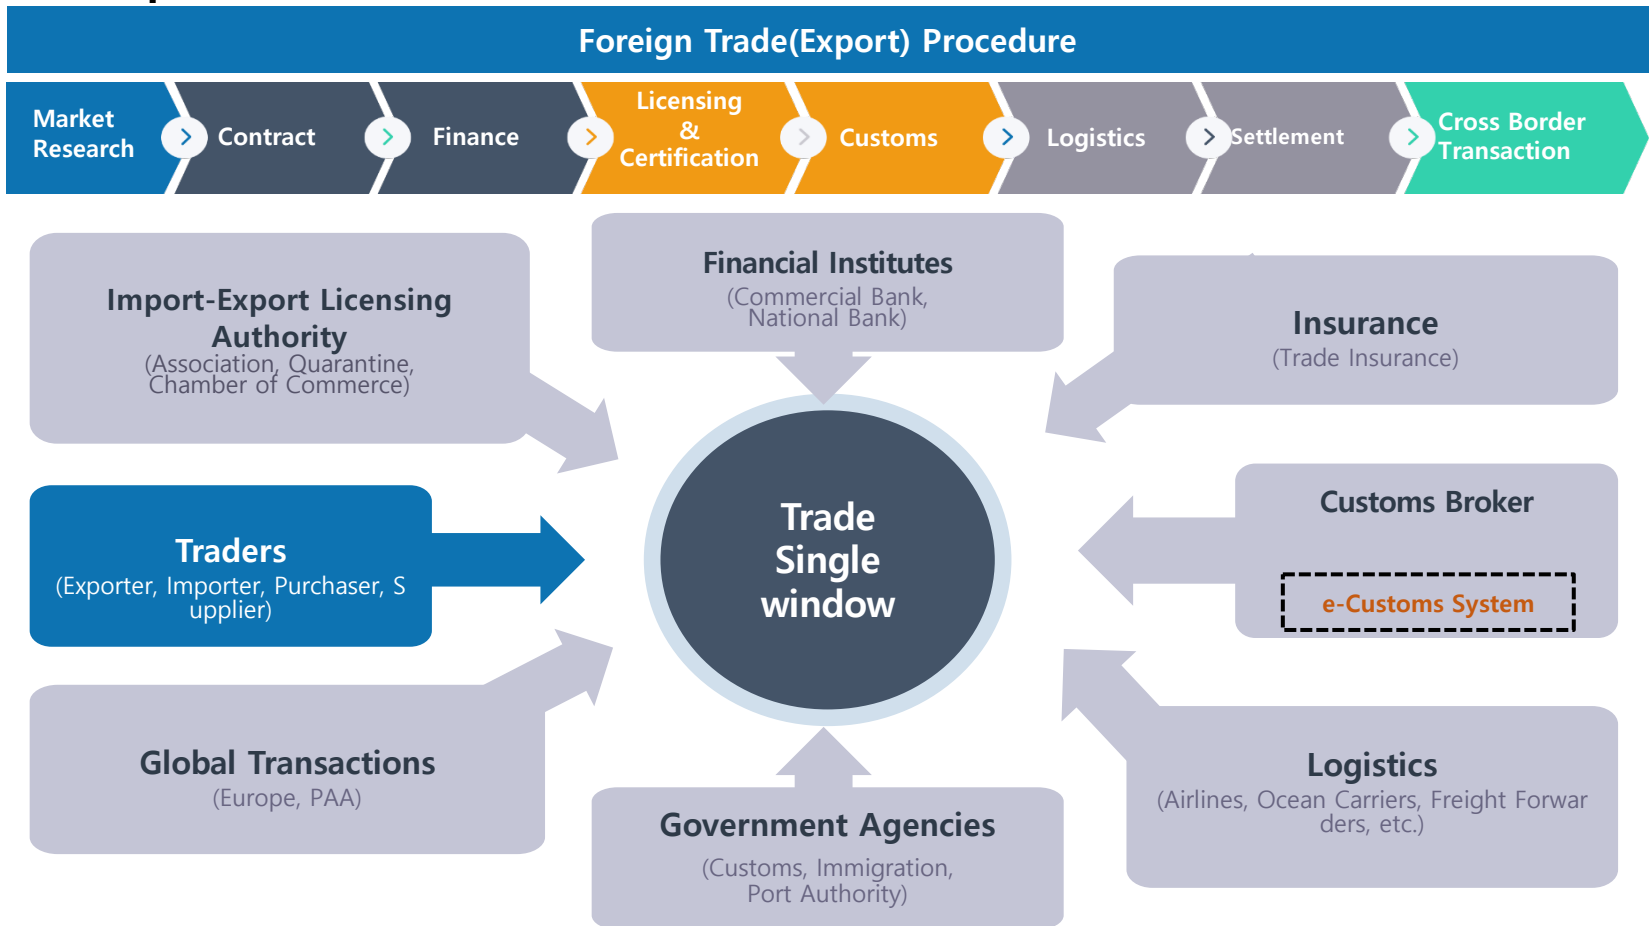 Foreign Trade(Export) Procedure
Market
Research
Contract
Finance
Licensing
&
Certification
Customs
Logistics
Settlement
Cross Border
Transaction
Import-Export Licensing
Authority
(Association, Quarantine,
Chamber of Commerce)
Financial Institutes
(Commercial Bank,
National Bank)
Insurance
(Trade Insurance)
Traders
(Exporter, Importer, Purchaser, S
upplier)
Trade
Single
window
Customs Broker
e-Customs System
Global Transactions
(Europe, PAA)
Government Agencies
(Customs, Immigration,
Port Authority)
Logistics
(Airlines, Ocean Carriers, Freight Forwar
ders, etc.)